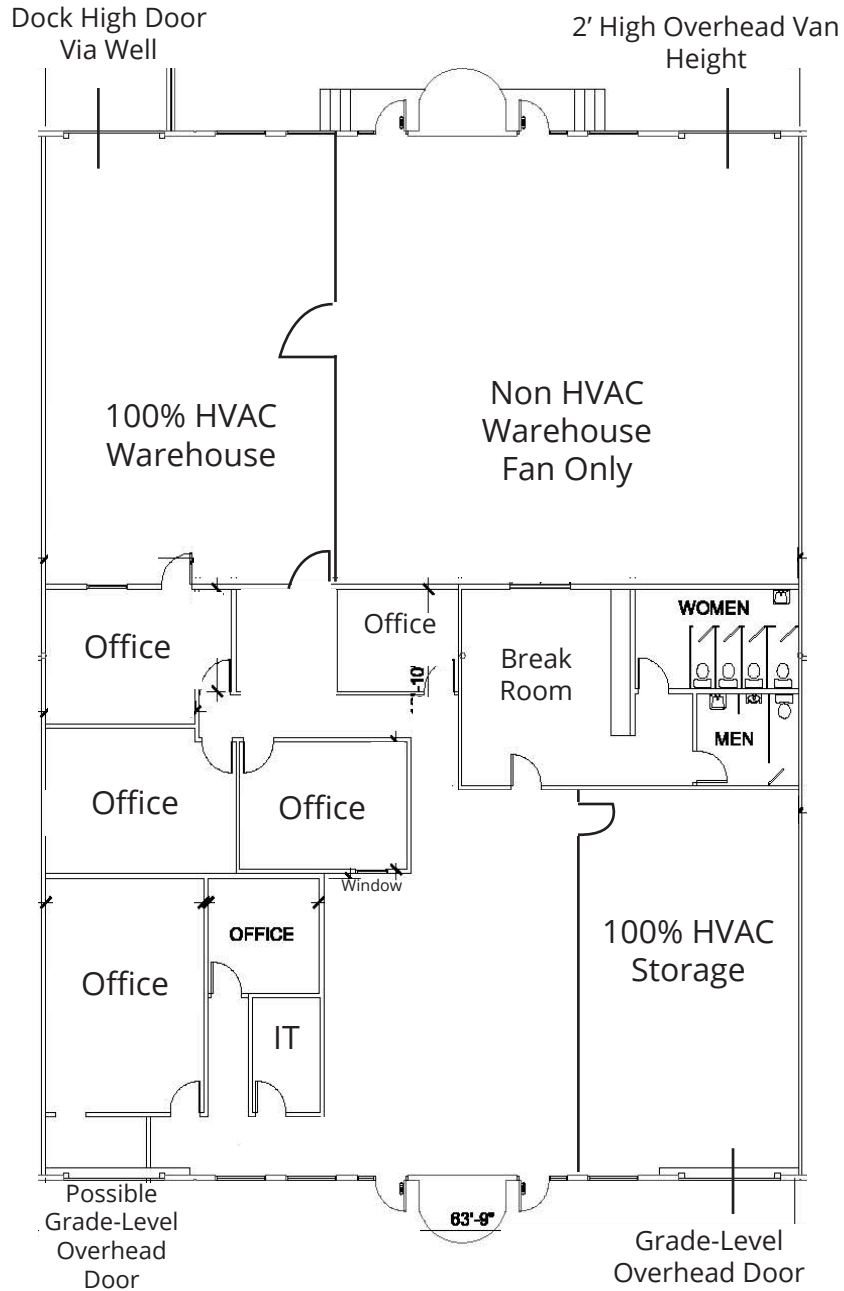 Dock High Door
Via Well
2’ High Overhead Van
Height
100% HVAC
Warehouse
Non HVAC
Warehouse
Fan Only
Office
Office
Break
Room
WOMEN
MEN
Office
Office
Window
Office
OFFICE
IT
100% HVAC
Storage
Possible
Grade-Level
Overhead
Door
63'-9"
Grade-Level
Overhead Door